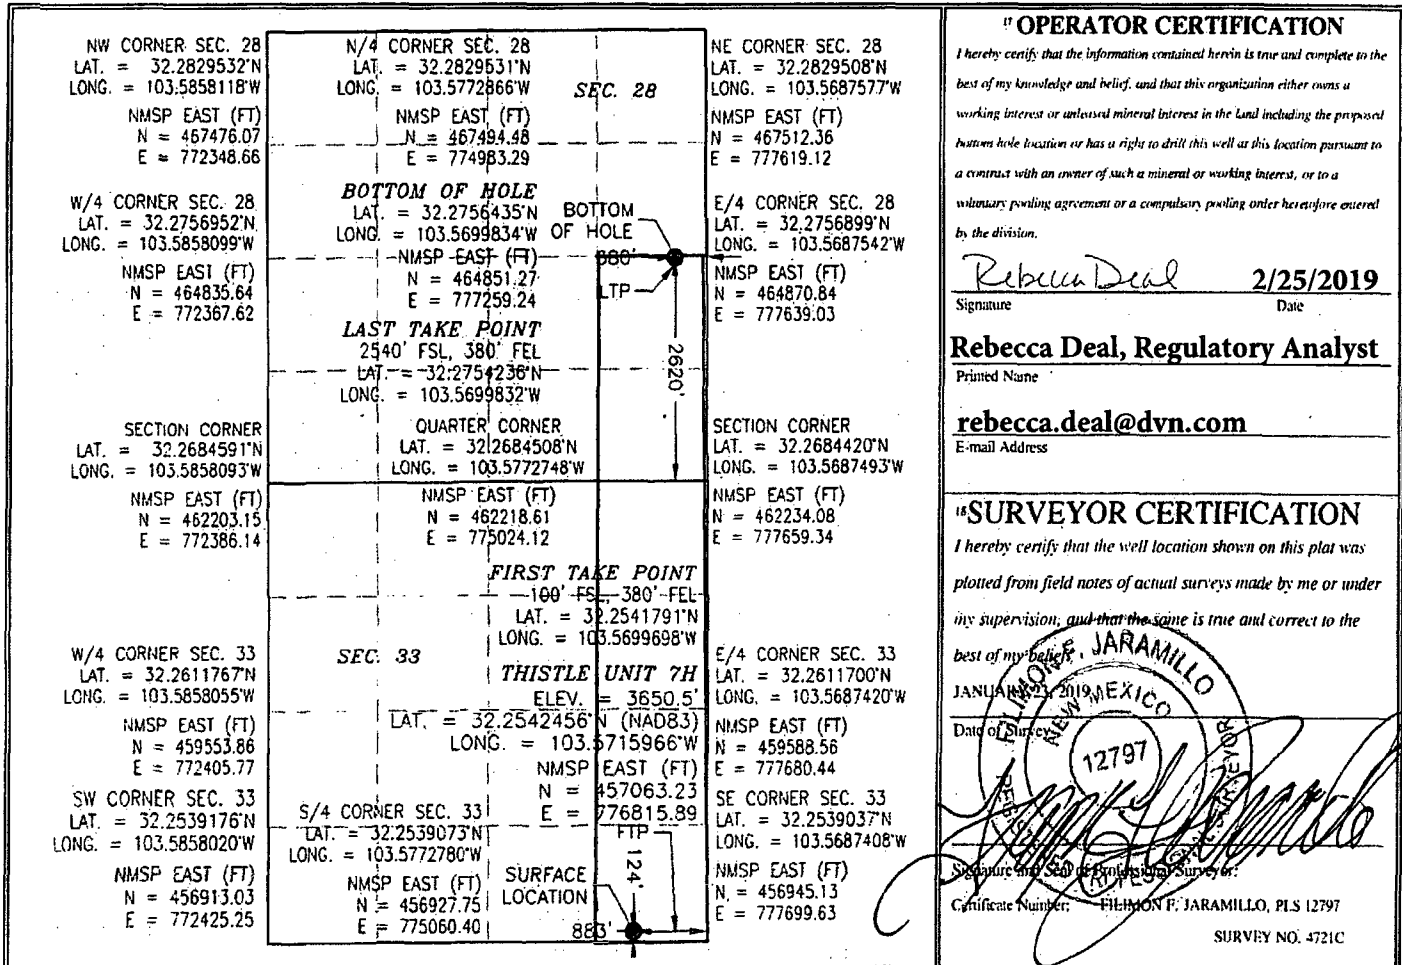 NW CORNER SEC. 28
LAT. = 32.2829532'N
LONG. = 103.5858118'W
NMSP EAST (FT)
N = 467476.07
E = 772348.66
N/4 CORNER SEC. 28
LAT. = 32.2829531'N
LONG. = 103.5772866'W
NMSP EAST (FT)
N = 467494.48
E = 774983.29
SEC. 28
NE CORNER SEC. 28
LAT. = 32.2829508'N
LONG. = 103.5687577'W
NMSP EAST (FT)
N = 467512.36
E = 777619.12
W/4 CORNER SEC. 28
LAT. = 32.2756952'N
LONG. = 103.5858099'W
NMSP EAST (FT)
N = 464835.64
E = 772367.62
BOTTOM OF HOLE
LAT. = 32.2756435'N
LONG. = 103.5699834'W
NMSP EAST (FT)
N = 464851.27
E = 777259.24
BOTTOM
OF HOLE
380'
LTP
2620'
E/4 CORNER SEC. 28
LAT. = 32.2756899'N
LONG. = 103.5687542'W
NMSP EAST (FT)
N = 464870.84
E = 777639.03
LAST TAKE POINT
2540' FSL, 380' FEL
LAT. = 32.2754236'N
LONG. = 103.5699832'W
SECTION CORNER
LAT. = 32.2684591'N
LONG. = 103.5858093'W
NMSP EAST (FT)
N = 462203.15
E = 772386.14
QUARTER CORNER
LAT. = 32.2684508'N
LONG. = 103.5772748'W
NMSP EAST (FT)
N = 462218.61
E = 775024.12
SECTION CORNER
LAT. = 32.2684420'N
LONG. = 103.5687493'W
NMSP EAST (FT)
N = 462234.08
E = 777659.34
FIRST TAKE POINT
100' FSL, 380' FEL
LAT. = 32.2541791'N
LONG. = 103.5699698'W
W/4 CORNER SEC. 33
LAT. = 32.2611767'N
LONG. = 103.5858055'W
NMSP EAST (FT)
N = 459553.86
E = 772405.77
SEC. 33
THISTLE UNIT 7H
ELEV. = 3650.5'
LAT. = 32.2542456'N (NAD83)
LONG. = 103.5715966'W
NMSP EAST (FT)
N = 457063.23
E = 776815.89
E/4 CORNER SEC. 33
LAT. = 32.2611700'N
LONG. = 103.5687420'W
NMSP EAST (FT)
N = 459588.56
E = 777680.44
SW CORNER SEC. 33
LAT. = 32.2539176'N
LONG. = 103.5858020'W
NMSP EAST (FT)
N = 456913.03
E = 772425.25
S/4 CORNER SEC. 33
LAT. = 32.2539073'N
LONG. = 103.5772780'W
NMSP EAST (FT)
N = 456927.75
E = 775060.40
FTP
124'
SURFACE
LOCATION
883'
SE CORNER SEC. 33
LAT. = 32.2539037'N
LONG. = 103.5687408'W
NMSP EAST (FT)
N = 456945.13
E = 777699.63
17 OPERATOR CERTIFICATION
I hereby certify that the information contained herein is true and complete to the
best of my knowledge and belief, and that this organization either owns a
working interest or unleased mineral interest in the land including the proposed
bottom hole location or has a right to drill this well at this location pursuant to
a contract with an owner of such a mineral or working interest, or to a
voluntary pooling agreement or a compulsory pooling order heretofore entered
by the division.
Rebecca Deal 2/25/2019
Signature Date
Rebecca Deal, Regulatory Analyst
Printed Name
rebecca.deal@dvn.com
E-mail Address
18 SURVEYOR CERTIFICATION
I hereby certify that the well location shown on this plat was
plotted from field notes of actual surveys made by me or under
my supervision, and that the same is true and correct to the
best of my belief.
JANUARY 23, 2019
Date of Survey
FILIMON F. JARAMILLO
NEW MEXICO
12797
Signature and Seal of Professional Surveyor:
Certificate Number: FILIMON F. JARAMILLO, PLS 12797
SURVEY NO. 4721C